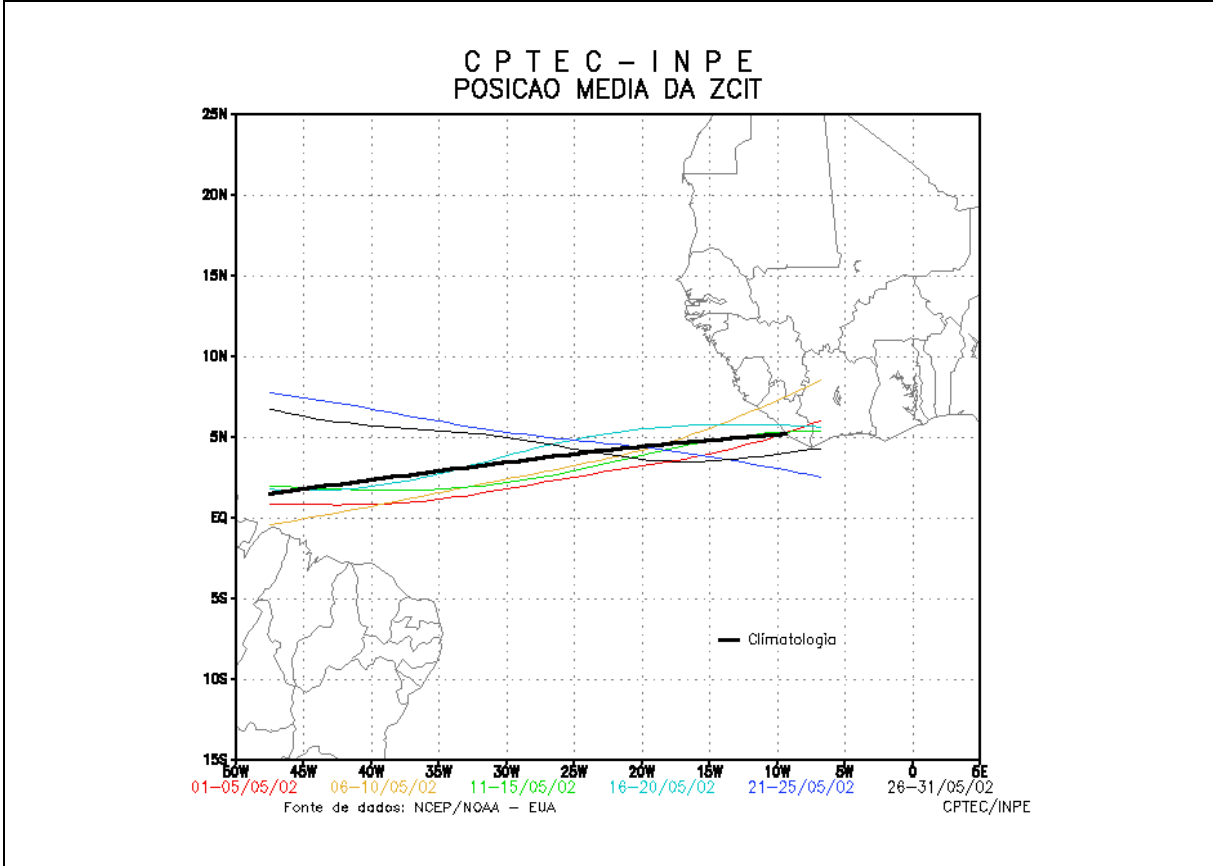 CPTEC-INPE
POSICAO MEDIA DA ZCIT
25N
20N
15N
10N
5N
EQ
5S
10S
15S
Climatologia
50W 45W 40W 35W 30W 25W 20W 15W 10W 5W 0 5E
01-05/05/02 06-10/05/02 11-15/05/02 16-20/05/02 21-25/05/02 26-31/05/02
Fonte de dados: NCEP/NOAA - EUA CPTEC/INPE